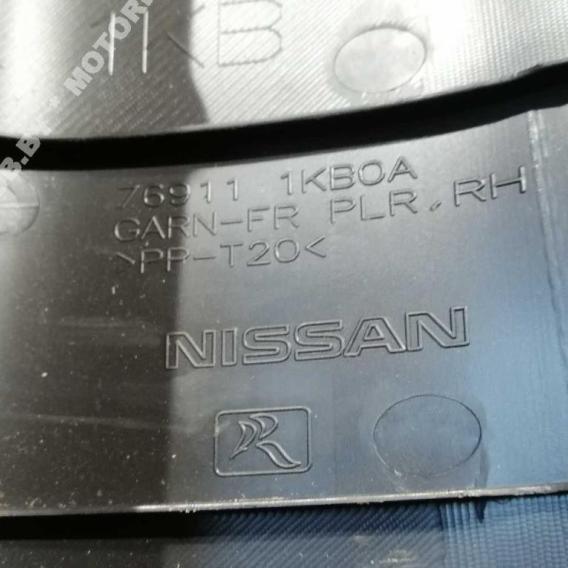 1KB
76911 1KB0A
GARN-FR PLR, RH
>PP-T20<
NISSAN